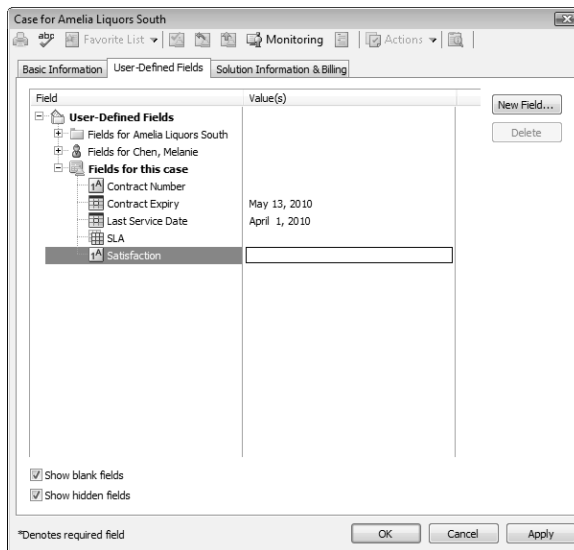 Case for Amelia Liquors South
abc Favorite List Monitoring Actions
Basic Information User-Defined Fields Solution Information & Billing
Field Value(s)
New Field...
User-Defined Fields
Delete
Fields for Amelia Liquors South
Fields for Chen, Melanie
Fields for this case
1A Contract Number
Contract Expiry May 13, 2010
Last Service Date April 1, 2010
SLA
1A Satisfaction
Show blank fields
Show hidden fields
*Denotes required field OK Cancel Apply